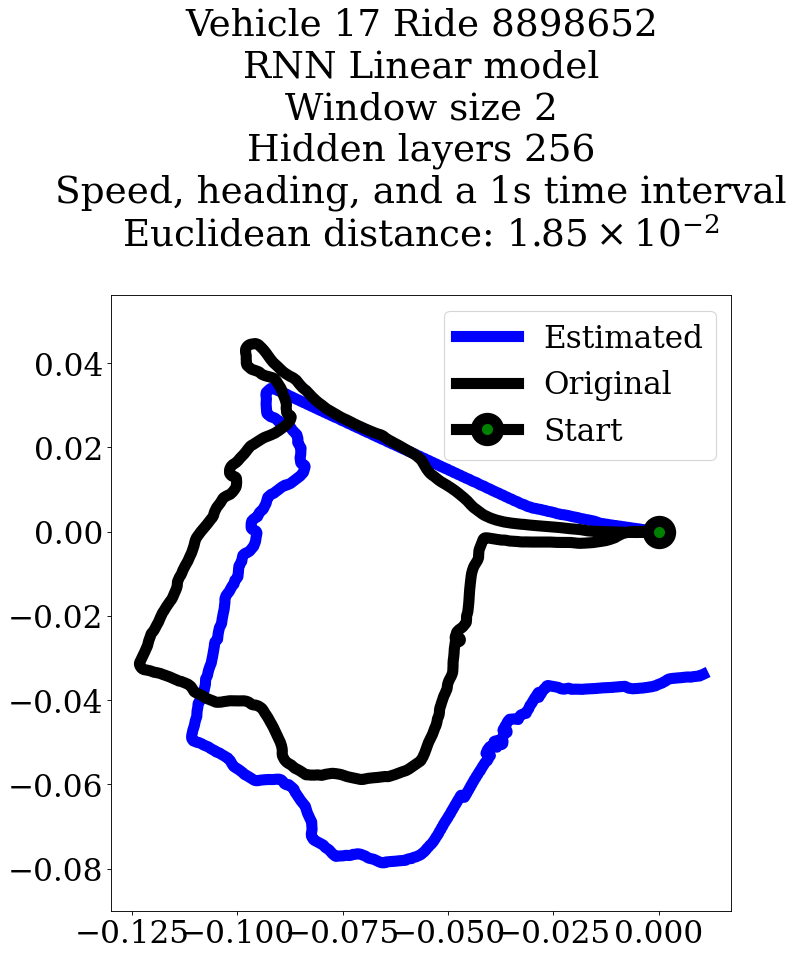 Vehicle 17 Ride 8898652
RNN Linear model
Window size 2
Hidden layers 256
Speed, heading, and a 1s time interval
Euclidean distance: 1.85 × 10⁻²
Estimated
Original
Start
0.04
0.02
0.00
−0.02
−0.04
−0.06
−0.08
−0.125 −0.100 −0.075 −0.050 −0.025 0.000